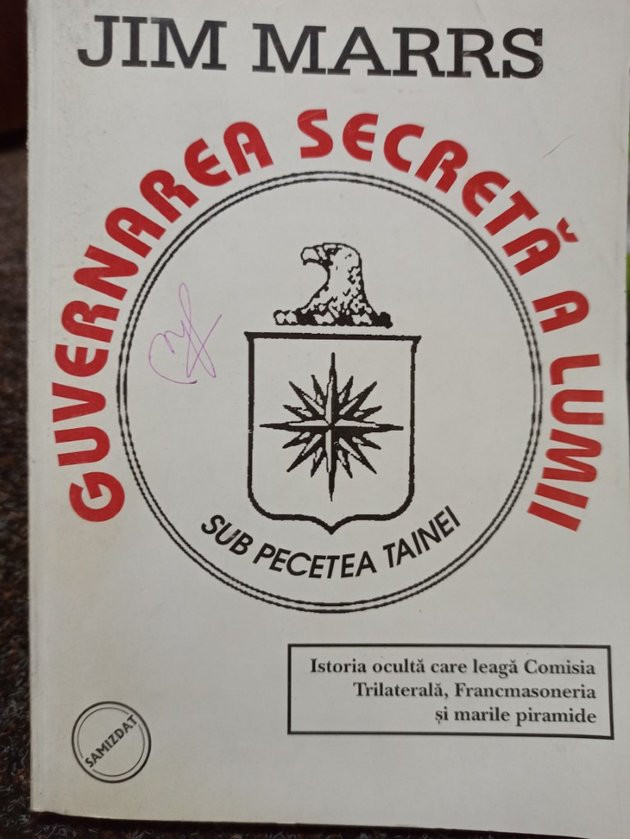 JIM MARRS
GUVERNAREA SECRETĂ A LUMII
SUB PECETEA TAINEI
Istoria ocultă care leagă Comisia
Trilaterală, Francmasoneria
și marile piramide
SAMIZDAT